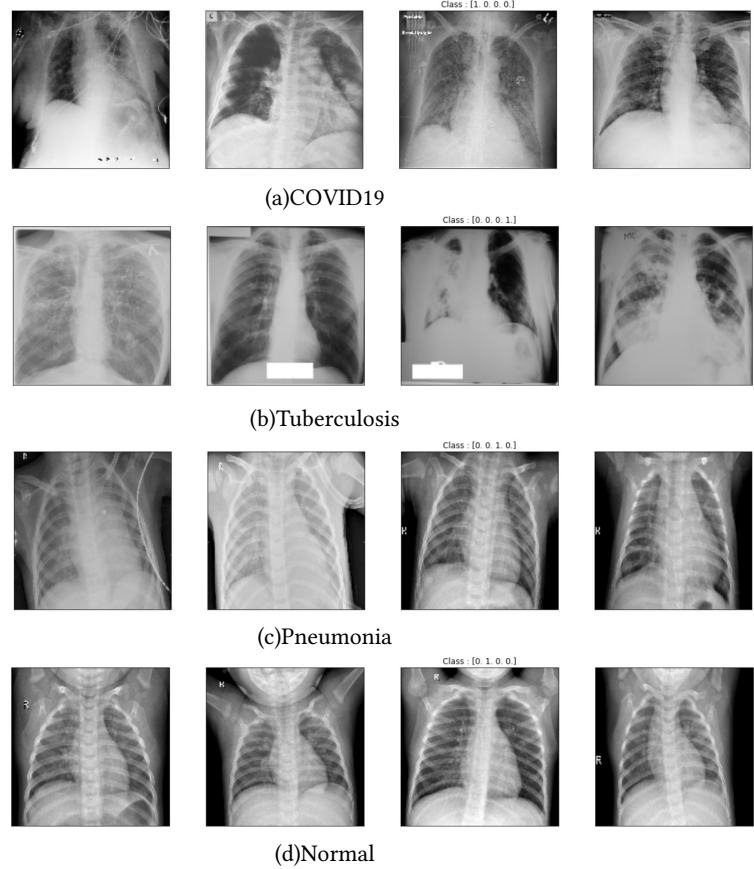 Class : [1. 0. 0. 0.]
(a)COVID19
Class : [0. 0. 0. 1.]
(b)Tuberculosis
Class : [0. 0. 1. 0.]
(c)Pneumonia
Class : [0. 1. 0. 0.]
(d)Normal